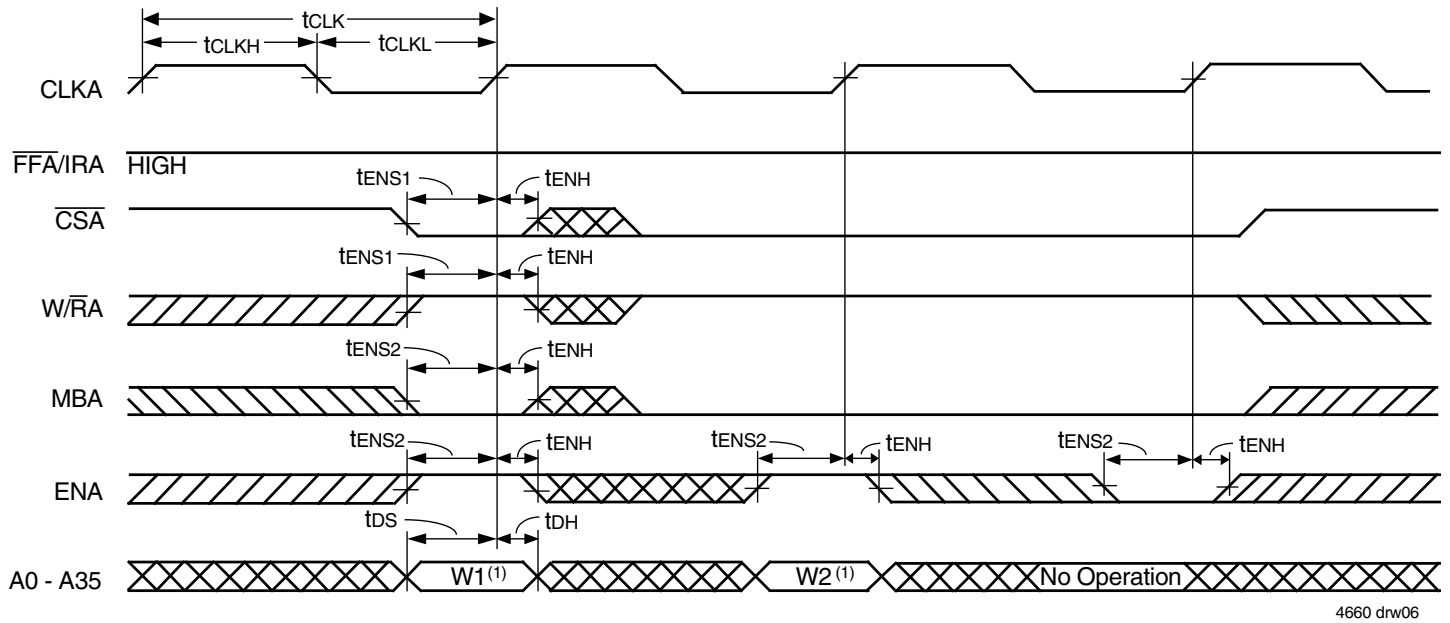 tCLK
tCLKH tCLKL
CLKA
FFA/IRA HIGH
tENS1 tENH
CSA
tENS1 tENH
W/RA
tENS2 tENH
MBA
tENS2 tENH tENS2 tENH tENS2 tENH
ENA
tDS tDH
A0 - A35 W1(1) W2(1) No Operation
4660 drw06